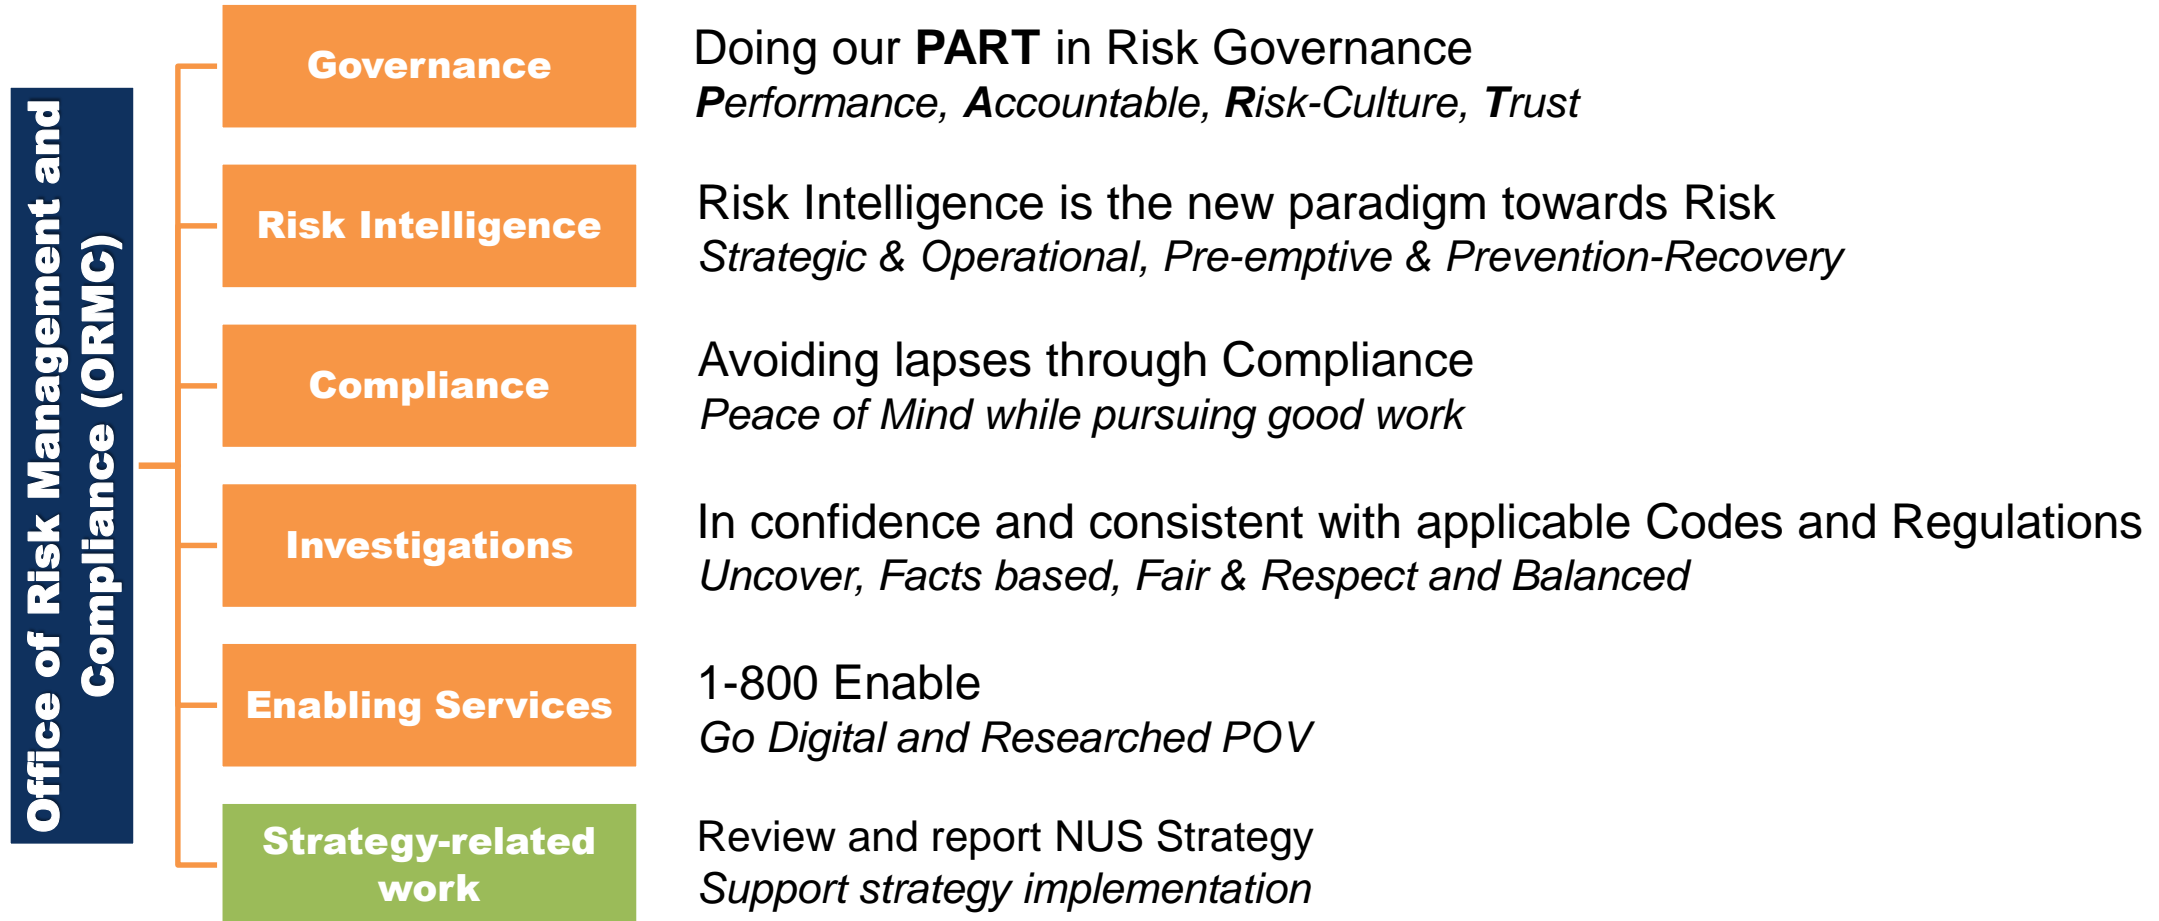 Office of Risk Management and
Compliance (ORMC)
Governance
Doing our PART in Risk Governance
Performance, Accountable, Risk-Culture, Trust
Risk Intelligence
Risk Intelligence is the new paradigm towards Risk
Strategic & Operational, Pre-emptive & Prevention-Recovery
Compliance
Avoiding lapses through Compliance
Peace of Mind while pursuing good work
Investigations
In confidence and consistent with applicable Codes and Regulations
Uncover, Facts based, Fair & Respect and Balanced
Enabling Services
1-800 Enable
Go Digital and Researched POV
Strategy-related
work
Review and report NUS Strategy
Support strategy implementation